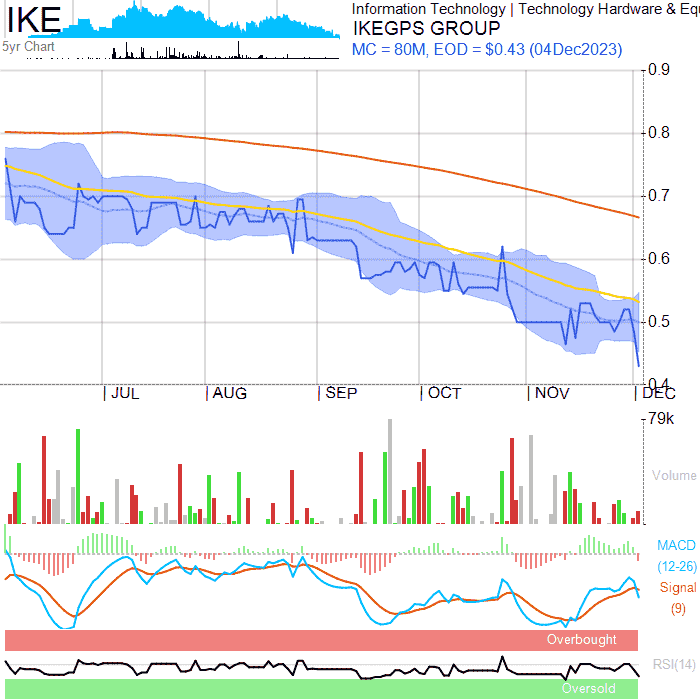 IKE
Information Technology | Technology Hardware & Equ
IKEGPS GROUP
5yr Chart
MC = 80M, EOD = $0.43 (04Dec2023)
0.9
0.8
0.7
0.6
0.5
0.4
JUL AUG SEP OCT NOV DEC
79k
Volume
MACD
(12-26)
Signal
(9)
Overbought
RSI(14)
Oversold